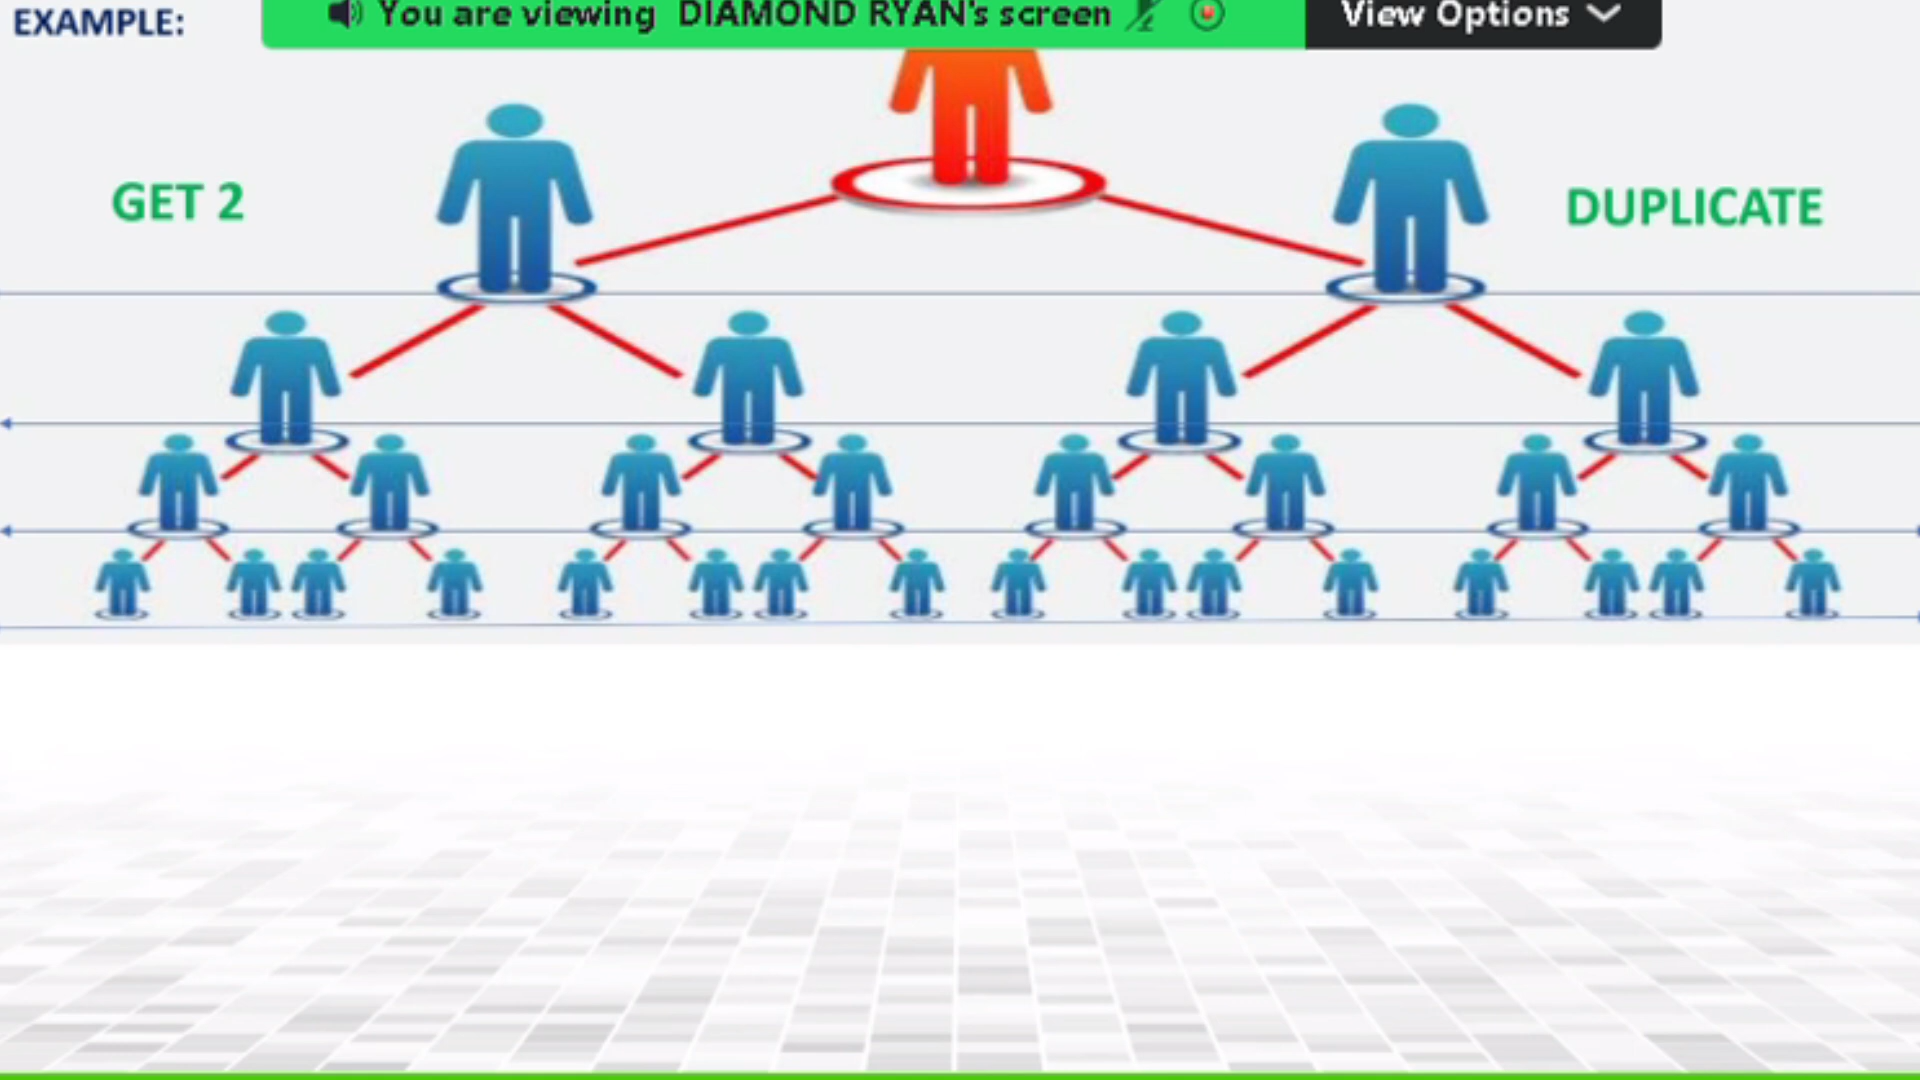 EXAMPLE:
You are viewing DIAMOND RYAN's screen
View Options
GET 2
DUPLICATE